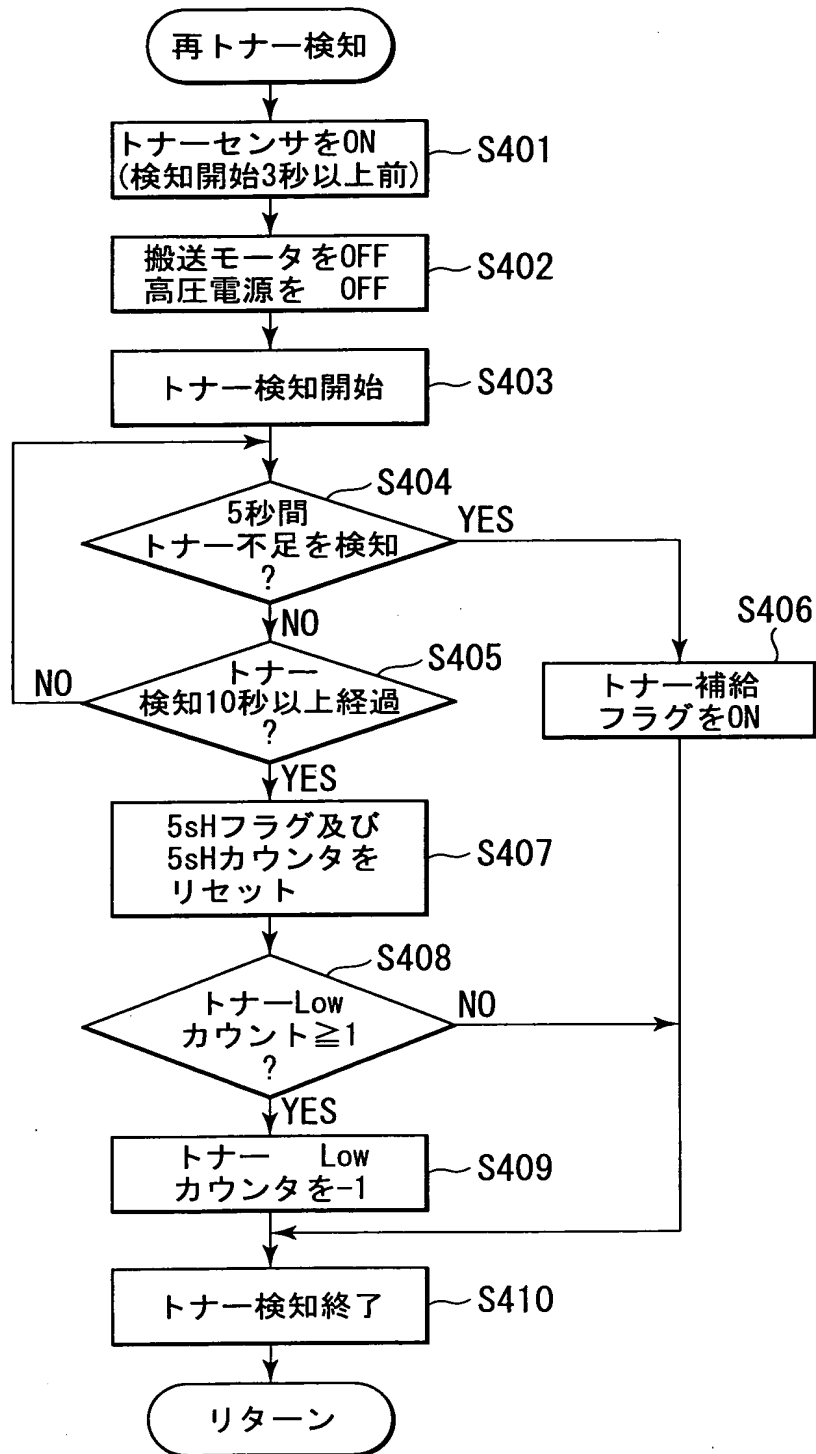 再トナー検知
トナーセンサをON
(検知開始3秒以上前)
S401
搬送モータをOFF
高圧電源を OFF
S402
トナー検知開始
S403
S404
5秒間
トナー不足を検知
?
YES
NO
S406
トナー補給
フラグをON
S405
トナー
検知10秒以上経過
?
NO
YES
5sHフラグ及び
5sHカウンタを
リセット
S407
S408
トナーLow
カウント≧1
?
NO
YES
トナー Low
カウンタを-1
S409
トナー検知終了
S410
リターン